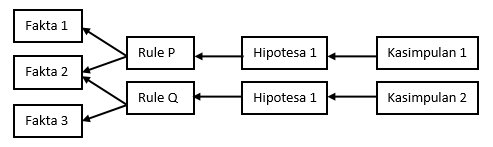 Fakta 1
Fakta 2
Fakta 3
Rule P
Rule Q
Hipotesa 1
Hipotesa 1
Kasimpulan 1
Kasimpulan 2